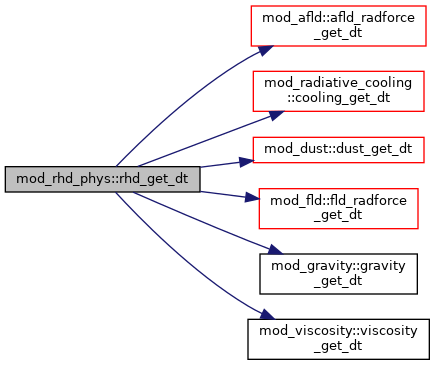 mod_afld::afld_radforce
_get_dt
mod_radiative_cooling
::cooling_get_dt
mod_dust::dust_get_dt
mod_rhd_phys::rhd_get_dt
mod_fld::fld_radforce
_get_dt
mod_gravity::gravity
_get_dt
mod_viscosity::viscosity
_get_dt